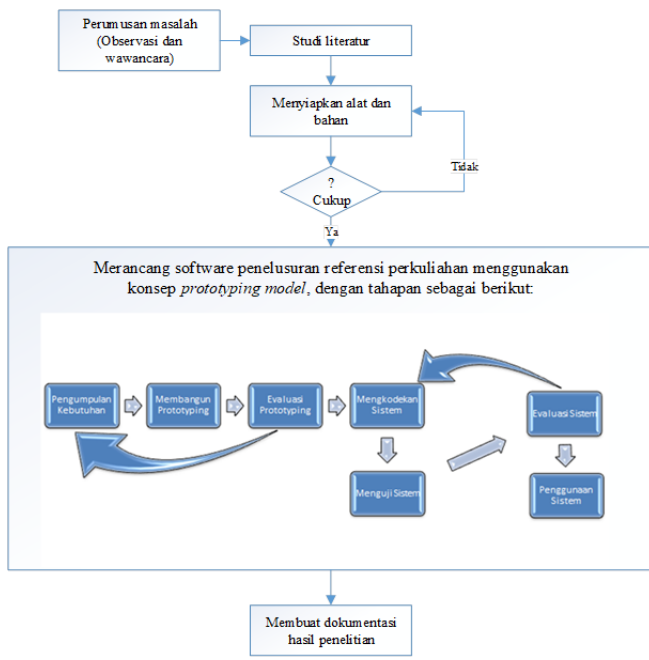 Perumusan masalah
(Observasi dan
wawancara)
Studi literatur
Menyiapkan alat dan
bahan
Tidak
?
Cukup
Ya
Merancang software penelusuran referensi perkuliahan menggunakan
konsep prototyping model, dengan tahapan sebagai berikut:
Pengumpulan
Kebutuhan
Membangun
Prototyping
Evaluasi
Prototyping
Mengkodekan
Sistem
Evaluasi Sistem
Menguji Sistem
Penggunaan
Sistem
Membuat dokumentasi
hasil penelitian